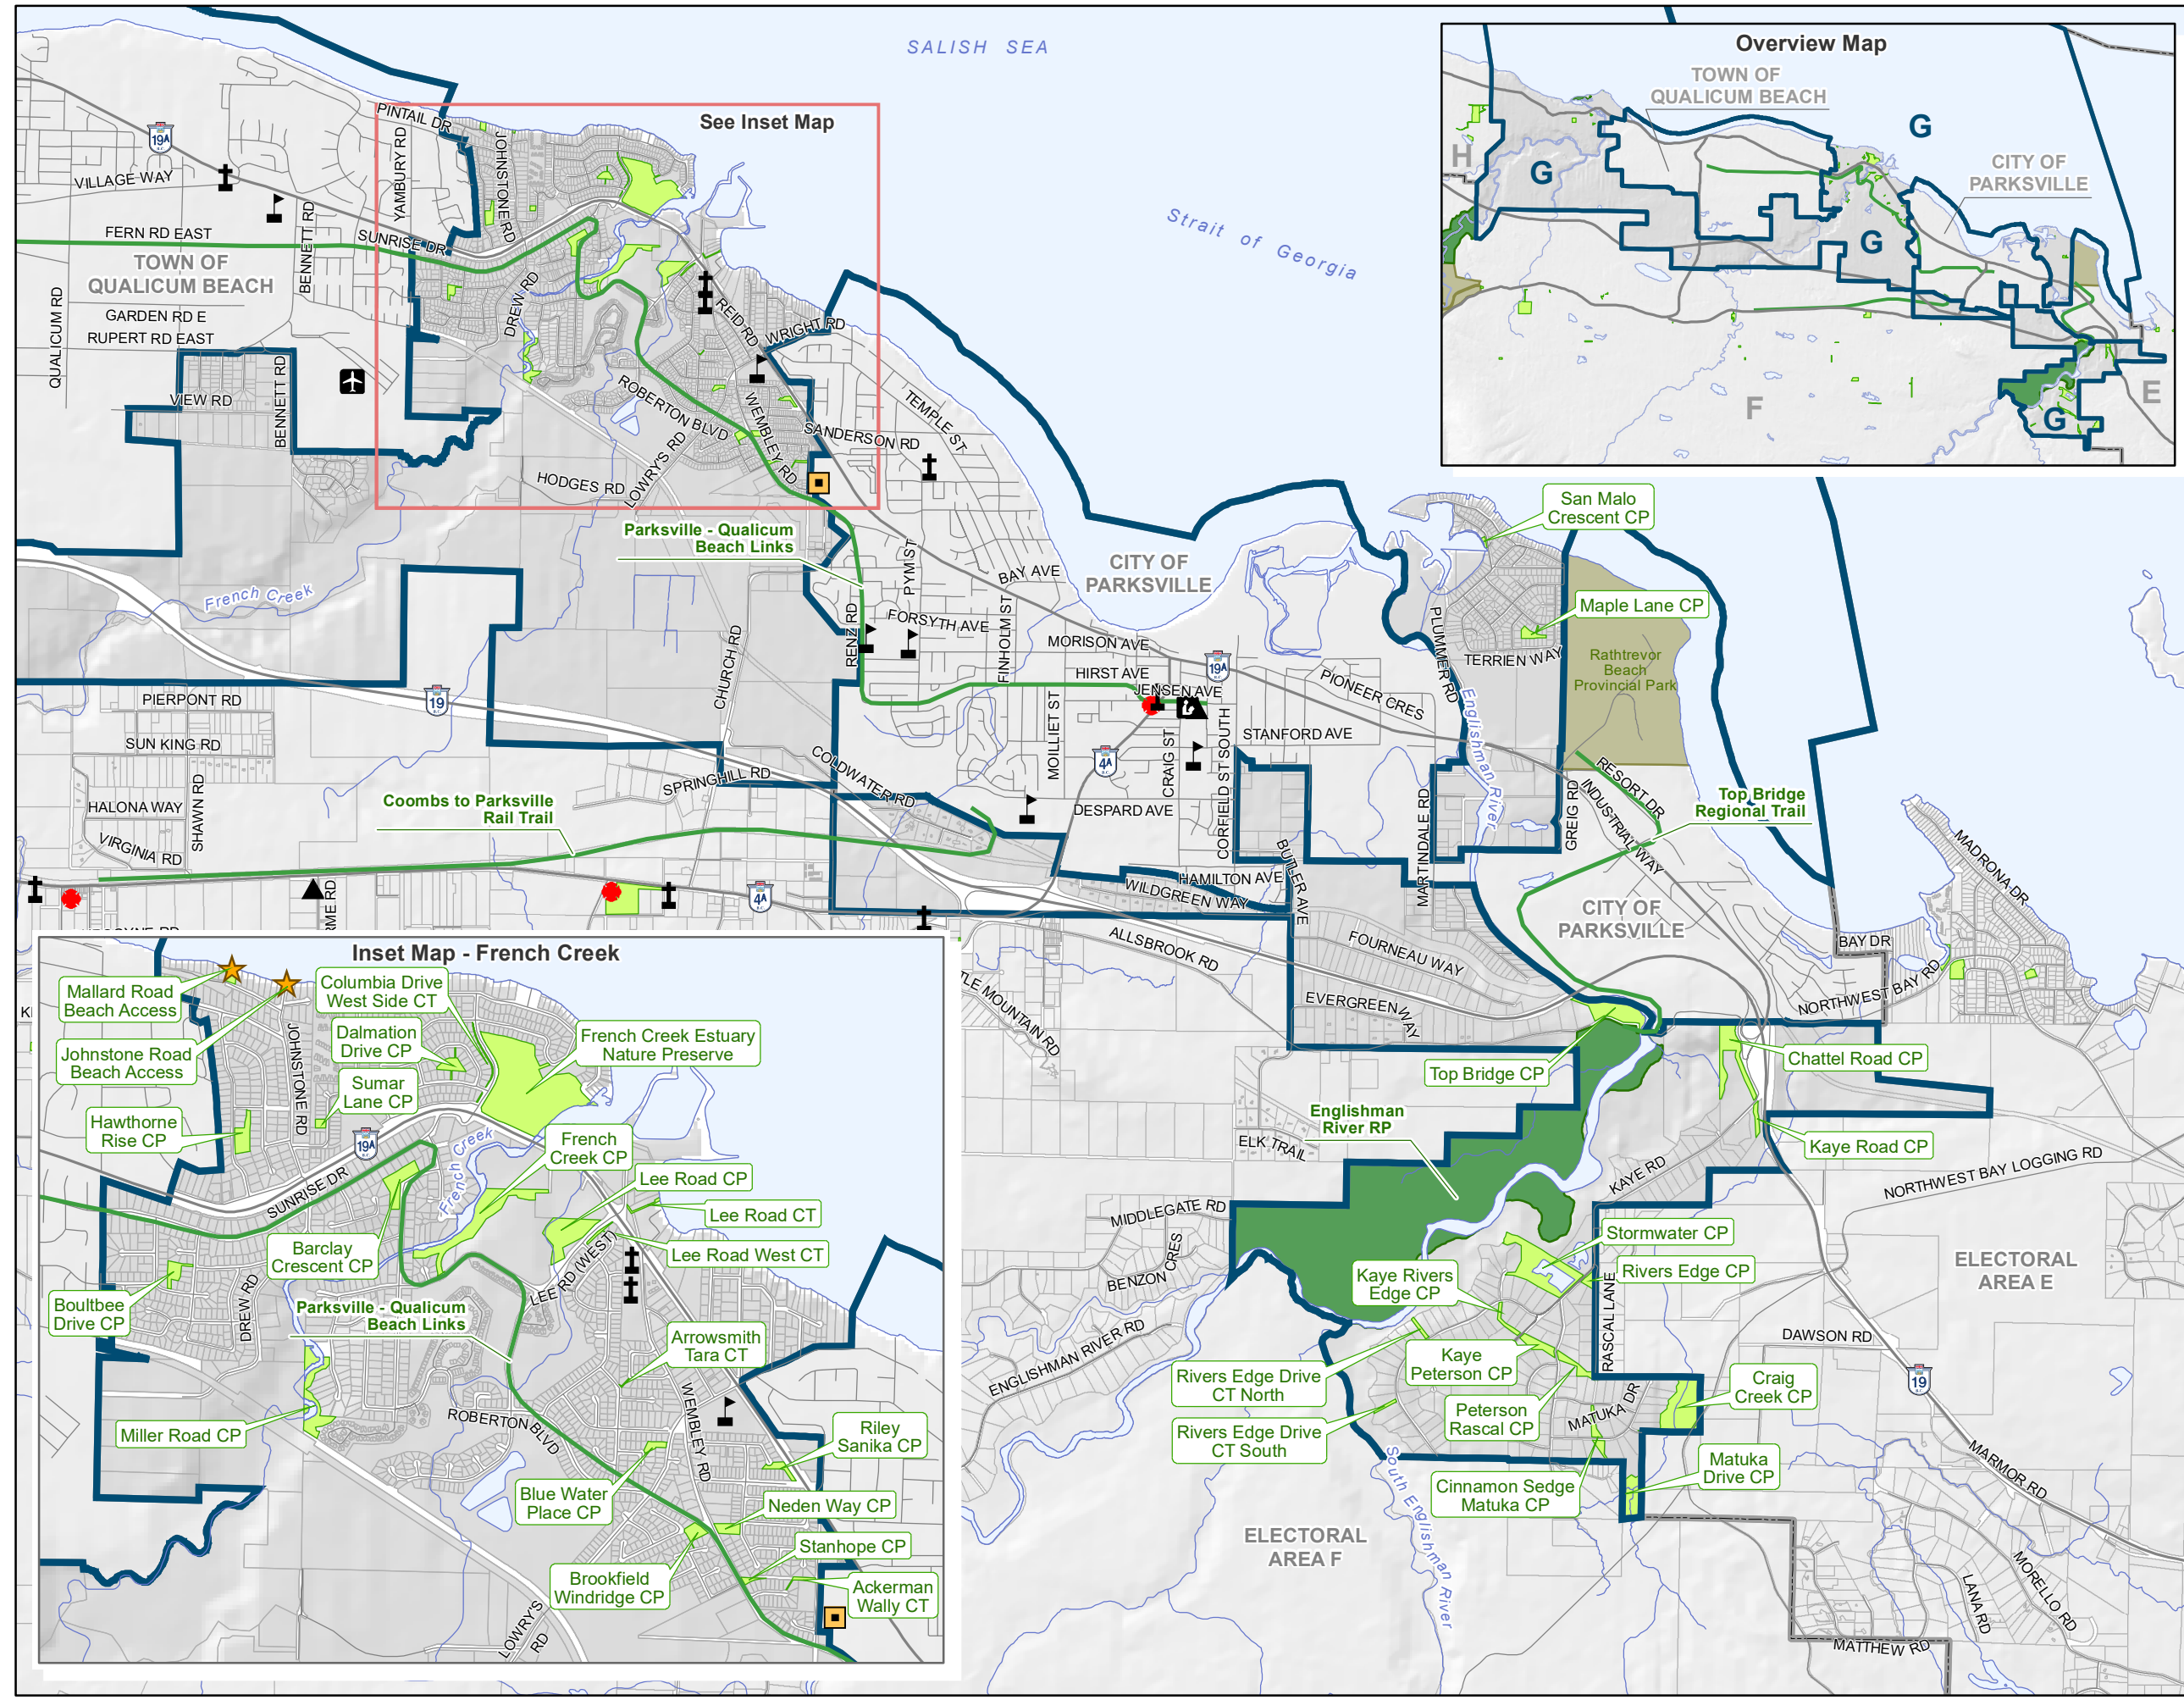 SALISH SEA
Strait of Georgia
See Inset Map
PINTAIL DR
YAMBURY RD
JOHNSTONE RD
19A
VILLAGE WAY
BENNETT RD
FERN RD EAST
SUNRISE DR
TOWN OF
QUALICUM BEACH
QUALICUM RD
GARDEN RD E
RUPERT RD EAST
VIEW RD
BENNETT RD
DREW RD
REID RD
WRIGHT RD
ROBERTON BLVD
WEMBLEY RD
TEMPLE ST
SANDERSON RD
LOWRY'S RD
HODGES RD
Parksville - Qualicum
Beach Links
French Creek
CITY OF
PARKSVILLE
PYM ST
BAY AVE
FORSYTH AVE
FINHOLM ST
RENZ RD
CHURCH RD
MORISON AVE
HIRST AVE
JENSEN AVE
19A
PIONEER CRES
MOILLIET ST
CRAIG ST
4A
CORFIELD ST SOUTH
STANFORD AVE
DESPARD AVE
PIERPONT RD
19
SUN KING RD
HALONA WAY
SHAWN RD
VIRGINIA RD
SPRINGHILL RD
COLDWATER RD
Coombs to Parksville
Rail Trail
4A
HAMILTON AVE
WILDGREEN WAY
BUTLER AVE
MARTINDALE RD
PLUMMER RD
Englishman River
TERRIEN WAY
San Malo
Crescent CP
Maple Lane CP
Rathtrevor
Beach
Provincial Park
GREIG RD
RESORT DR
INDUSTRIAL WAY
Top Bridge
Regional Trail
CITY OF
PARKSVILLE
MADRONA DR
BAY DR
NORTHWEST BAY RD
ALLSBROOK RD
FOURNEAU WAY
EVERGREEN WAY
TLE MOUNTAIN RD
Top Bridge CP
Chattel Road CP
Kaye Road CP
Englishman
River RP
ELK TRAIL
KAYE RD
NORTHWEST BAY LOGGING RD
MIDDLEGATE RD
BENZON CRES
ENGLISHMAN RIVER RD
Stormwater CP
Rivers Edge CP
Kaye Rivers
Edge CP
RASCAL LANE
ELECTORAL
AREA E
DAWSON RD
Kaye
Peterson CP
Rivers Edge Drive
CT North
Craig
Creek CP
19
Peterson
Rascal CP
MATUKA DR
Rivers Edge Drive
CT South
Matuka
Drive CP
Cinnamon Sedge
Matuka CP
South Englishman River
ELECTORAL
AREA F
MARMOR RD
MORELLO RD
LANA RD
MATTHEW RD
Overview Map
TOWN OF
QUALICUM BEACH
G
H
G
CITY OF
PARKSVILLE
G
F
E
G
Inset Map - French Creek
Mallard Road
Beach Access
Columbia Drive
West Side CT
Dalmation
Drive CP
French Creek Estuary
Nature Preserve
Johnstone Road
Beach Access
JOHNSTONE RD
Sumar
Lane CP
Hawthorne
Rise CP
19A
French Creek
French
Creek CP
Lee Road CP
SUNRISE DR
Lee Road CT
Barclay
Crescent CP
LEE RD (WEST)
Lee Road West CT
Boultbee
Drive CP
DREW RD
Parksville - Qualicum
Beach Links
Arrowsmith
Tara CT
WEMBLEY RD
Miller Road CP
ROBERTON BLVD
Riley
Sanika CP
Blue Water
Place CP
Neden Way CP
Stanhope CP
Brookfield
Windridge CP
Ackerman
Wally CT
LOWRY'S
RD